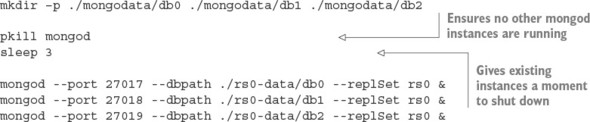 mkdir -p ./mongodata/db0 ./mongodata/db1 ./mongodata/db2
Ensures no other mongod
instances are running
pkill mongod
sleep 3
Gives existing
instances a moment
to shut down
mongod --port 27017 --dbpath ./rs0-data/db0 --replSet rs0 &
mongod --port 27018 --dbpath ./rs0-data/db1 --replSet rs0 &
mongod --port 27019 --dbpath ./rs0-data/db2 --replSet rs0 &